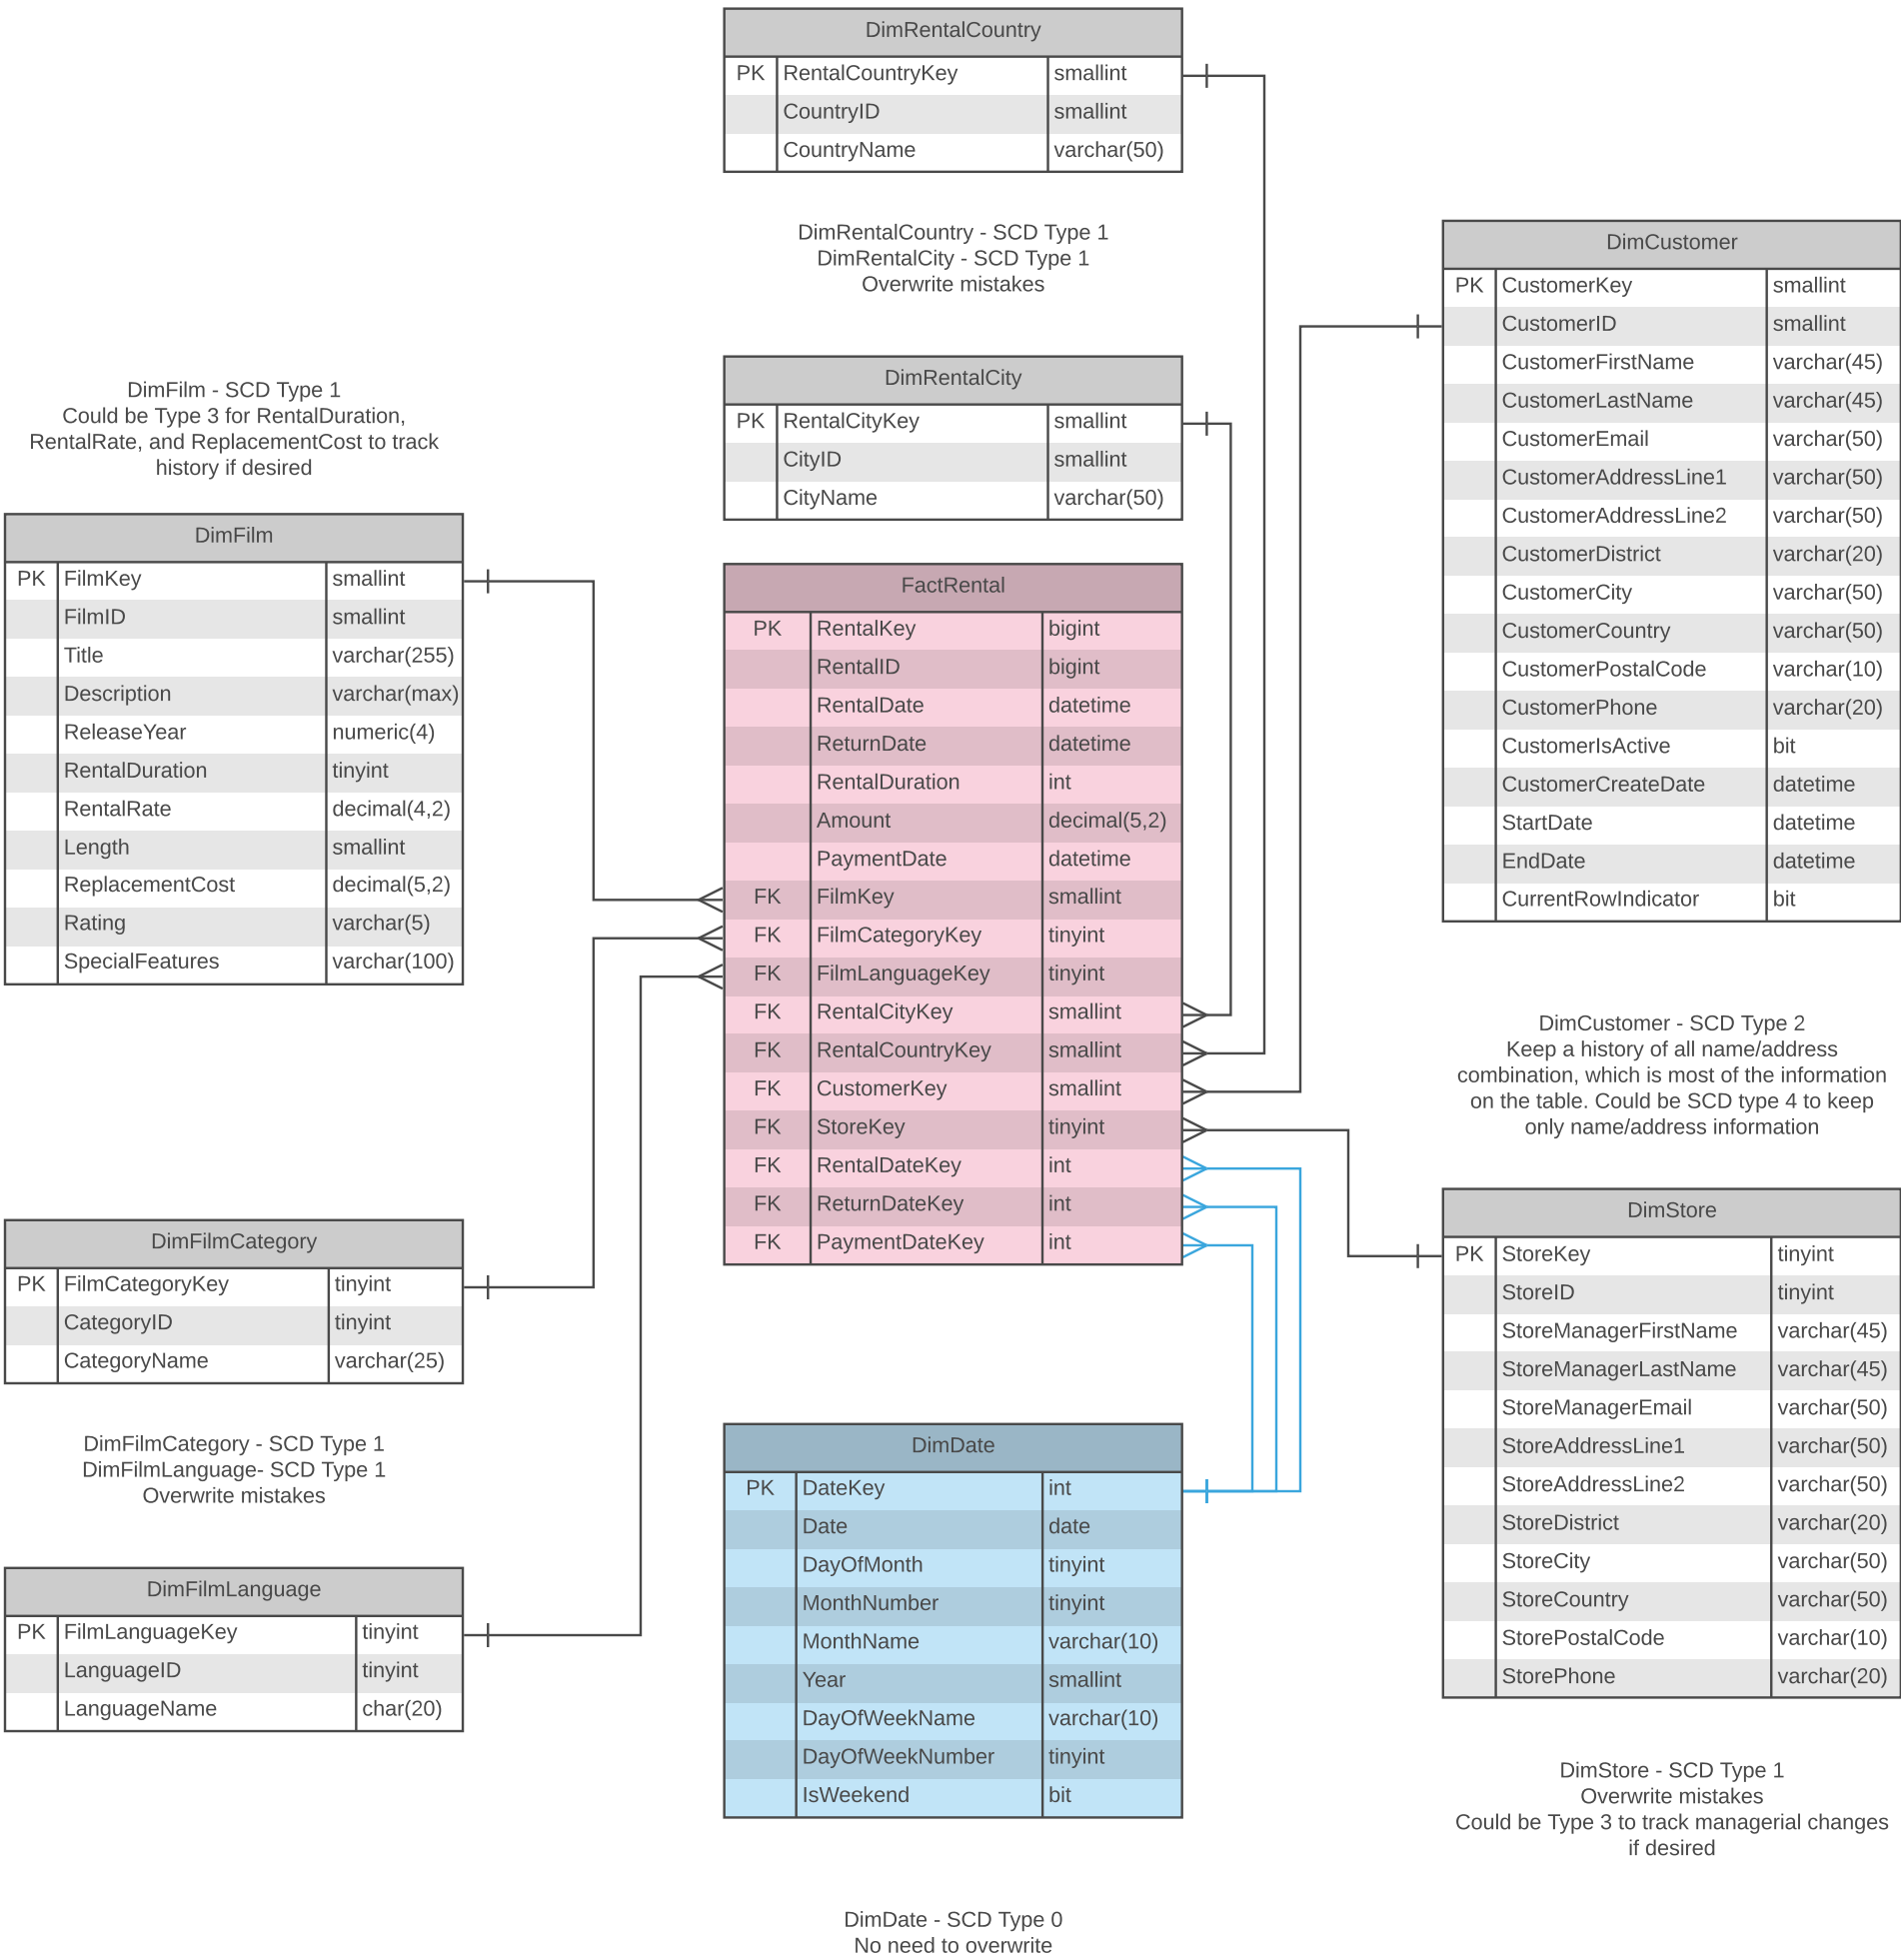 DimRentalCountry
PK RentalCountryKey smallint
CountryID smallint
CountryName varchar(50)
DimRentalCountry - SCD Type 1
DimRentalCity - SCD Type 1
Overwrite mistakes
DimRentalCity
PK RentalCityKey smallint
CityID smallint
CityName varchar(50)
DimFilm - SCD Type 1
Could be Type 3 for RentalDuration,
RentalRate, and ReplacementCost to track
history if desired
DimFilm
PK FilmKey smallint
FilmID smallint
Title varchar(255)
Description varchar(max)
ReleaseYear numeric(4)
RentalDuration tinyint
RentalRate decimal(4,2)
Length smallint
ReplacementCost decimal(5,2)
Rating varchar(5)
SpecialFeatures varchar(100)
FactRental
PK RentalKey bigint
RentalID bigint
RentalDate datetime
ReturnDate datetime
RentalDuration int
Amount decimal(5,2)
PaymentDate datetime
FK FilmKey smallint
FK FilmCategoryKey tinyint
FK FilmLanguageKey tinyint
FK RentalCityKey smallint
FK RentalCountryKey smallint
FK CustomerKey smallint
FK StoreKey tinyint
FK RentalDateKey int
FK ReturnDateKey int
FK PaymentDateKey int
DimCustomer
PK CustomerKey smallint
CustomerID smallint
CustomerFirstName varchar(45)
CustomerLastName varchar(45)
CustomerEmail varchar(50)
CustomerAddressLine1 varchar(50)
CustomerAddressLine2 varchar(50)
CustomerDistrict varchar(20)
CustomerCity varchar(50)
CustomerCountry varchar(50)
CustomerPostalCode varchar(10)
CustomerPhone varchar(20)
CustomerIsActive bit
CustomerCreateDate datetime
StartDate datetime
EndDate datetime
CurrentRowIndicator bit
DimCustomer - SCD Type 2
Keep a history of all name/address
combination, which is most of the information
on the table. Could be SCD type 4 to keep
only name/address information
DimFilmCategory
PK FilmCategoryKey tinyint
CategoryID tinyint
CategoryName varchar(25)
DimFilmCategory - SCD Type 1
DimFilmLanguage- SCD Type 1
Overwrite mistakes
DimFilmLanguage
PK FilmLanguageKey tinyint
LanguageID tinyint
LanguageName char(20)
DimDate
PK DateKey int
Date date
DayOfMonth tinyint
MonthNumber tinyint
MonthName varchar(10)
Year smallint
DayOfWeekName varchar(10)
DayOfWeekNumber tinyint
IsWeekend bit
DimDate - SCD Type 0
No need to overwrite
DimStore
PK StoreKey tinyint
StoreID tinyint
StoreManagerFirstName varchar(45)
StoreManagerLastName varchar(45)
StoreManagerEmail varchar(50)
StoreAddressLine1 varchar(50)
StoreAddressLine2 varchar(50)
StoreDistrict varchar(20)
StoreCity varchar(50)
StoreCountry varchar(50)
StorePostalCode varchar(10)
StorePhone varchar(20)
DimStore - SCD Type 1
Overwrite mistakes
Could be Type 3 to track managerial changes
if desired